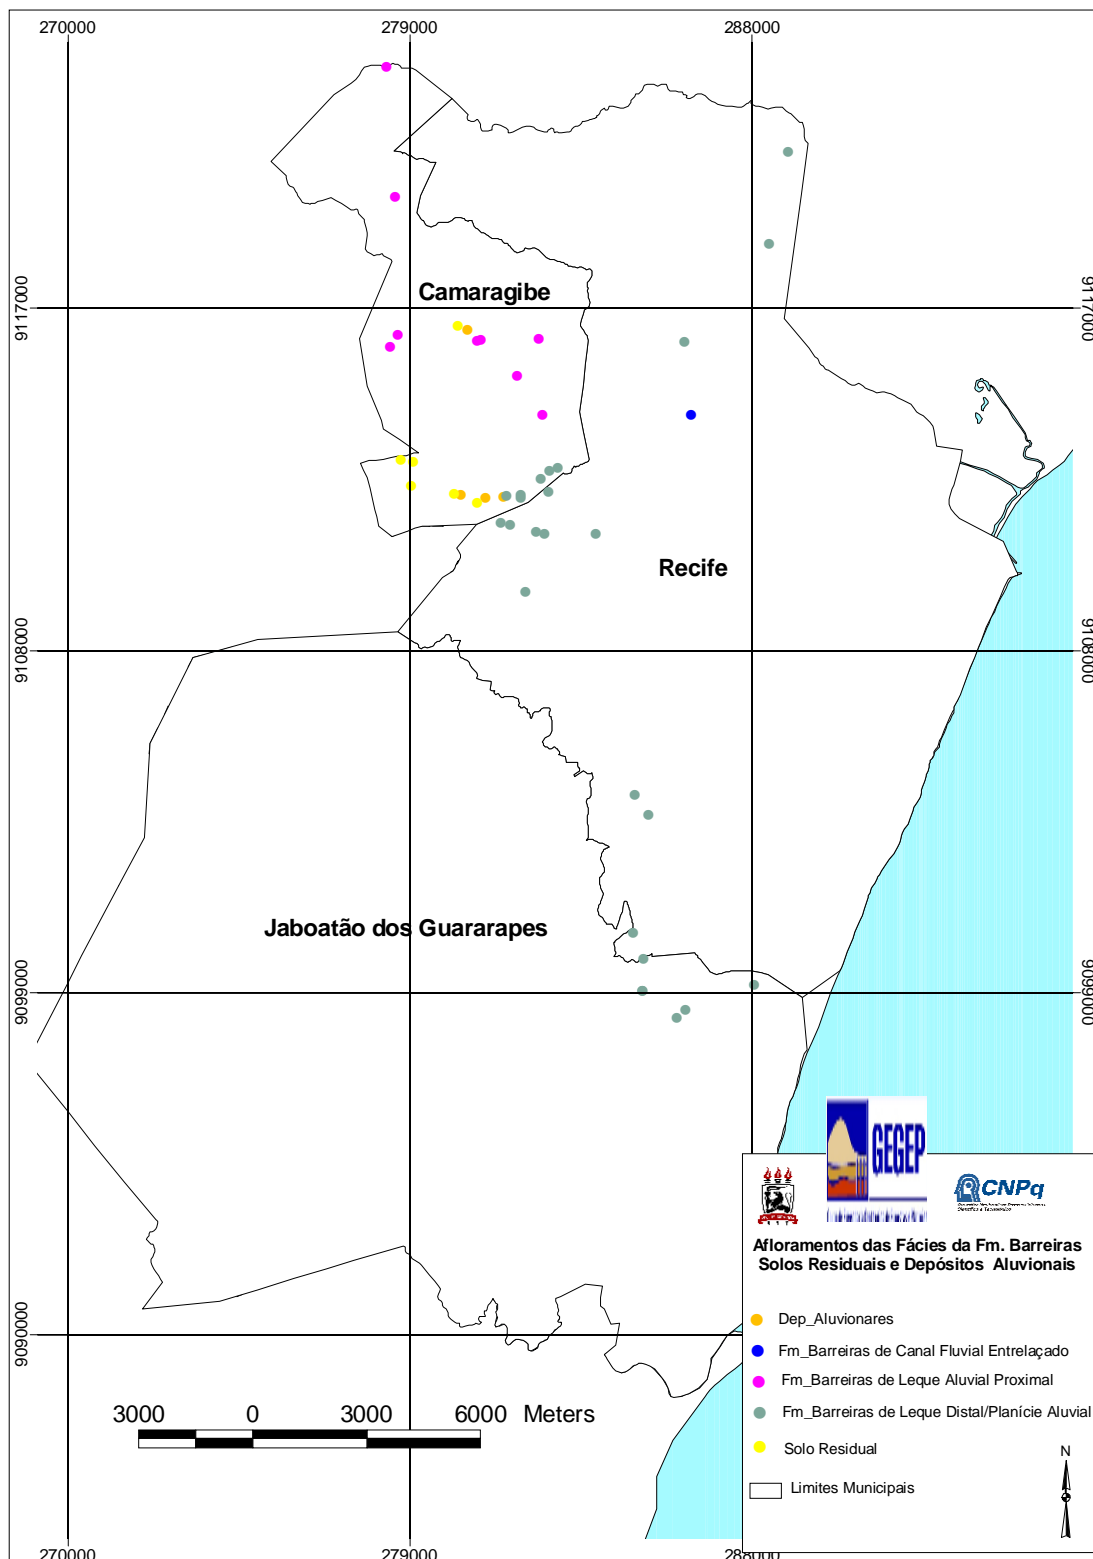 270000 279000 288000
9117000 9117000
Camaragibe
Recife
9108000 9108000
Jaboatão dos Guararapes
9099000 9099000
GEGEP
CNPq
Afloramentos das Fácies da Fm. Barreiras
Solos Residuais e Depósitos Aluvionais
Dep_Aluvionares
Fm_Barreiras de Canal Fluvial Entrelaçado
Fm_Barreiras de Leque Aluvial Proximal
Fm_Barreiras de Leque Distal/Planície Aluvial
Solo Residual
Limites Municipais
N
9090000 9090000
3000 0 3000 6000 Meters
270000 279000 288000